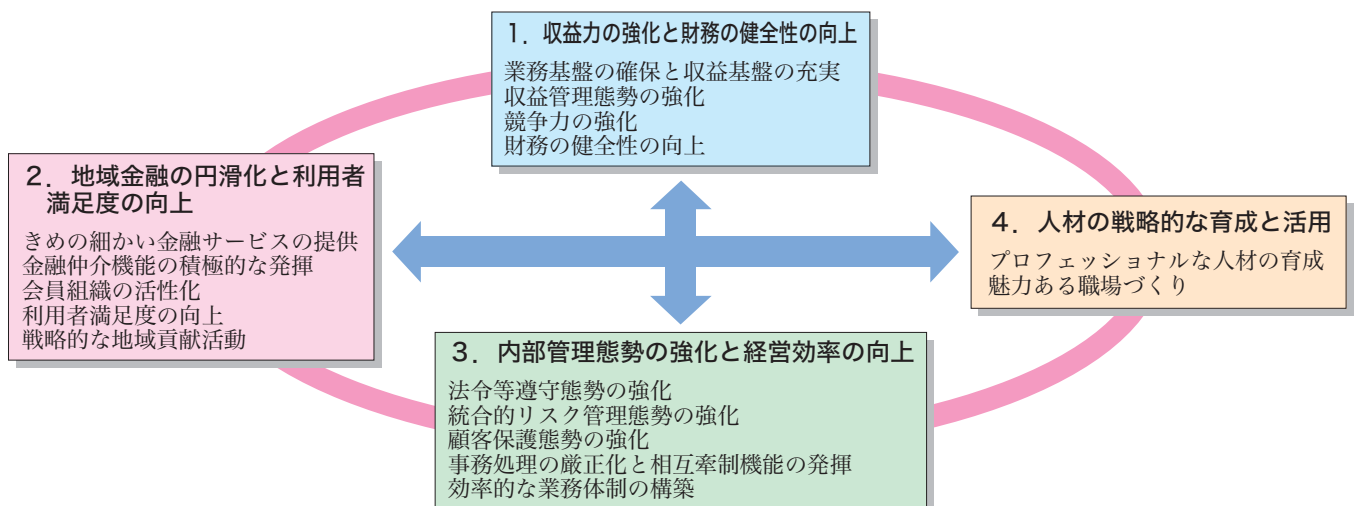 1．収益力の強化と財務の健全性の向上
業務基盤の確保と収益基盤の充実
収益管理態勢の強化
競争力の強化
財務の健全性の向上
2．地域金融の円滑化と利用者
満足度の向上
きめの細かい金融サービスの提供
金融仲介機能の積極的な発揮
会員組織の活性化
利用者満足度の向上
戦略的な地域貢献活動
3．内部管理態勢の強化と経営効率の向上
法令等遵守態勢の強化
統合的リスク管理態勢の強化
顧客保護態勢の強化
事務処理の厳正化と相互牽制機能の発揮
効率的な業務体制の構築
4．人材の戦略的な育成と活用
プロフェッショナルな人材の育成
魅力ある職場づくり